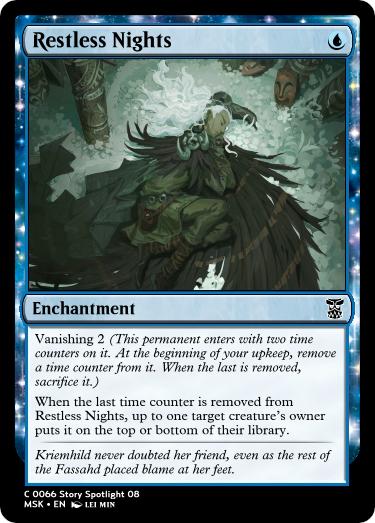 Restless Nights
Enchantment
Vanishing 2 (This permanent enters with two time
counters on it. At the beginning of your upkeep, remove
a time counter from it. When the last is removed,
sacrifice it.)
When the last time counter is removed from
Restless Nights, up to one target creature's owner
puts it on the top or bottom of their library.
Kriemhild never doubted her friend, even as the rest of
the Fassahd placed blame at her feet.
C 0066 Story Spotlight 08
MSK • EN LEI MIN